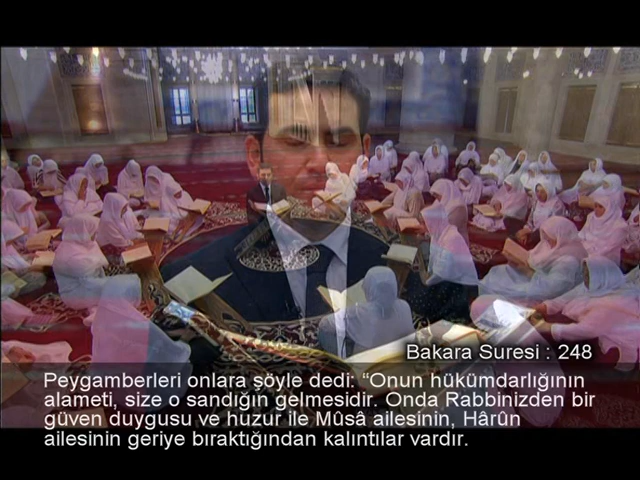 Bakara Suresi : 248
Peygamberleri onlara şöyle dedi: “Onun hükümdarlığının
alameti, size o sandığın gelmesidir. Onda Rabbinizden bir
güven duygusu ve huzur ile Mûsâ ailesinin, Hârûn
ailesinin geriye bıraktığından kalıntılar vardır.